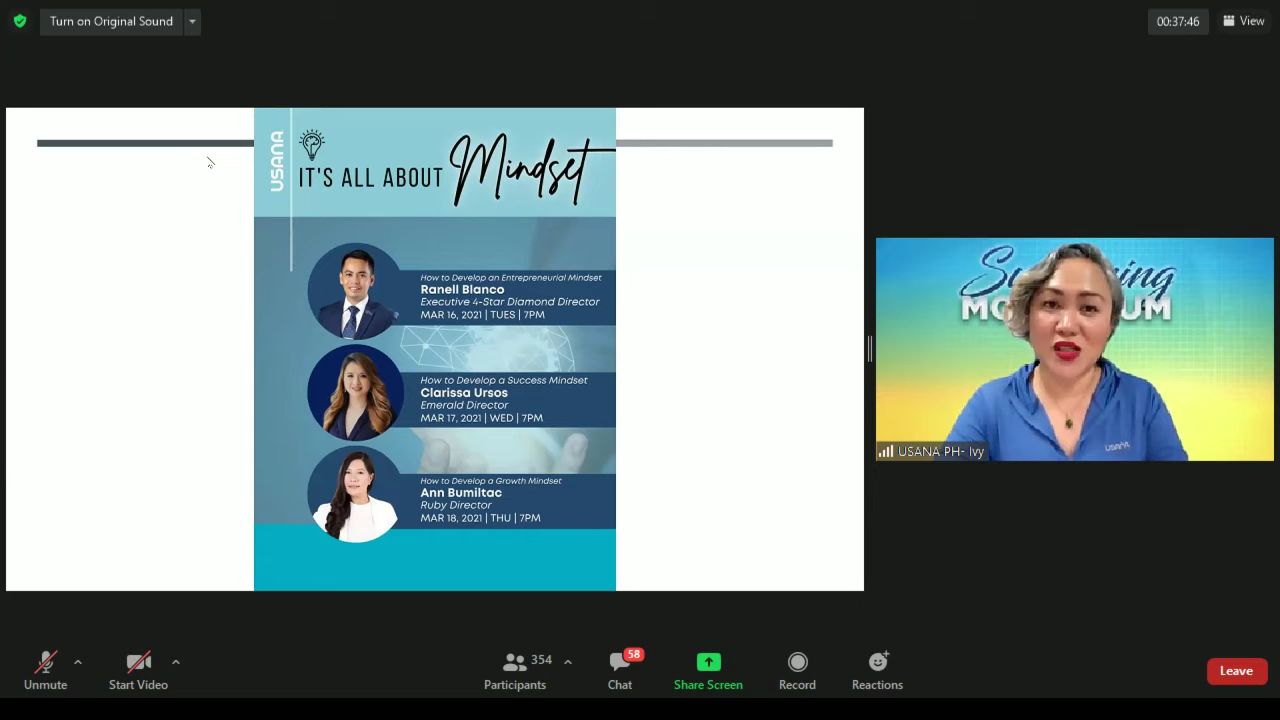 Turn on Original Sound
00:37:46
View
USANA
IT'S ALL ABOUT Mindset
How to Develop an Entrepreneurial Mindset
Ranell Blanco
Executive 4-Star Diamond Director
MAR 16, 2021 | TUES | 7PM
How to Develop a Success Mindset
Clarissa Ursos
Emerald Director
MAR 17, 2021 | WED | 7PM
How to Develop a Growth Mindset
Ann Bumiltac
Ruby Director
MAR 18, 2021 | THU | 7PM
USANA
USANA PH- Ivy
Unmute
Start Video
354
Participants
58
Chat
Share Screen
Record
Reactions
Leave